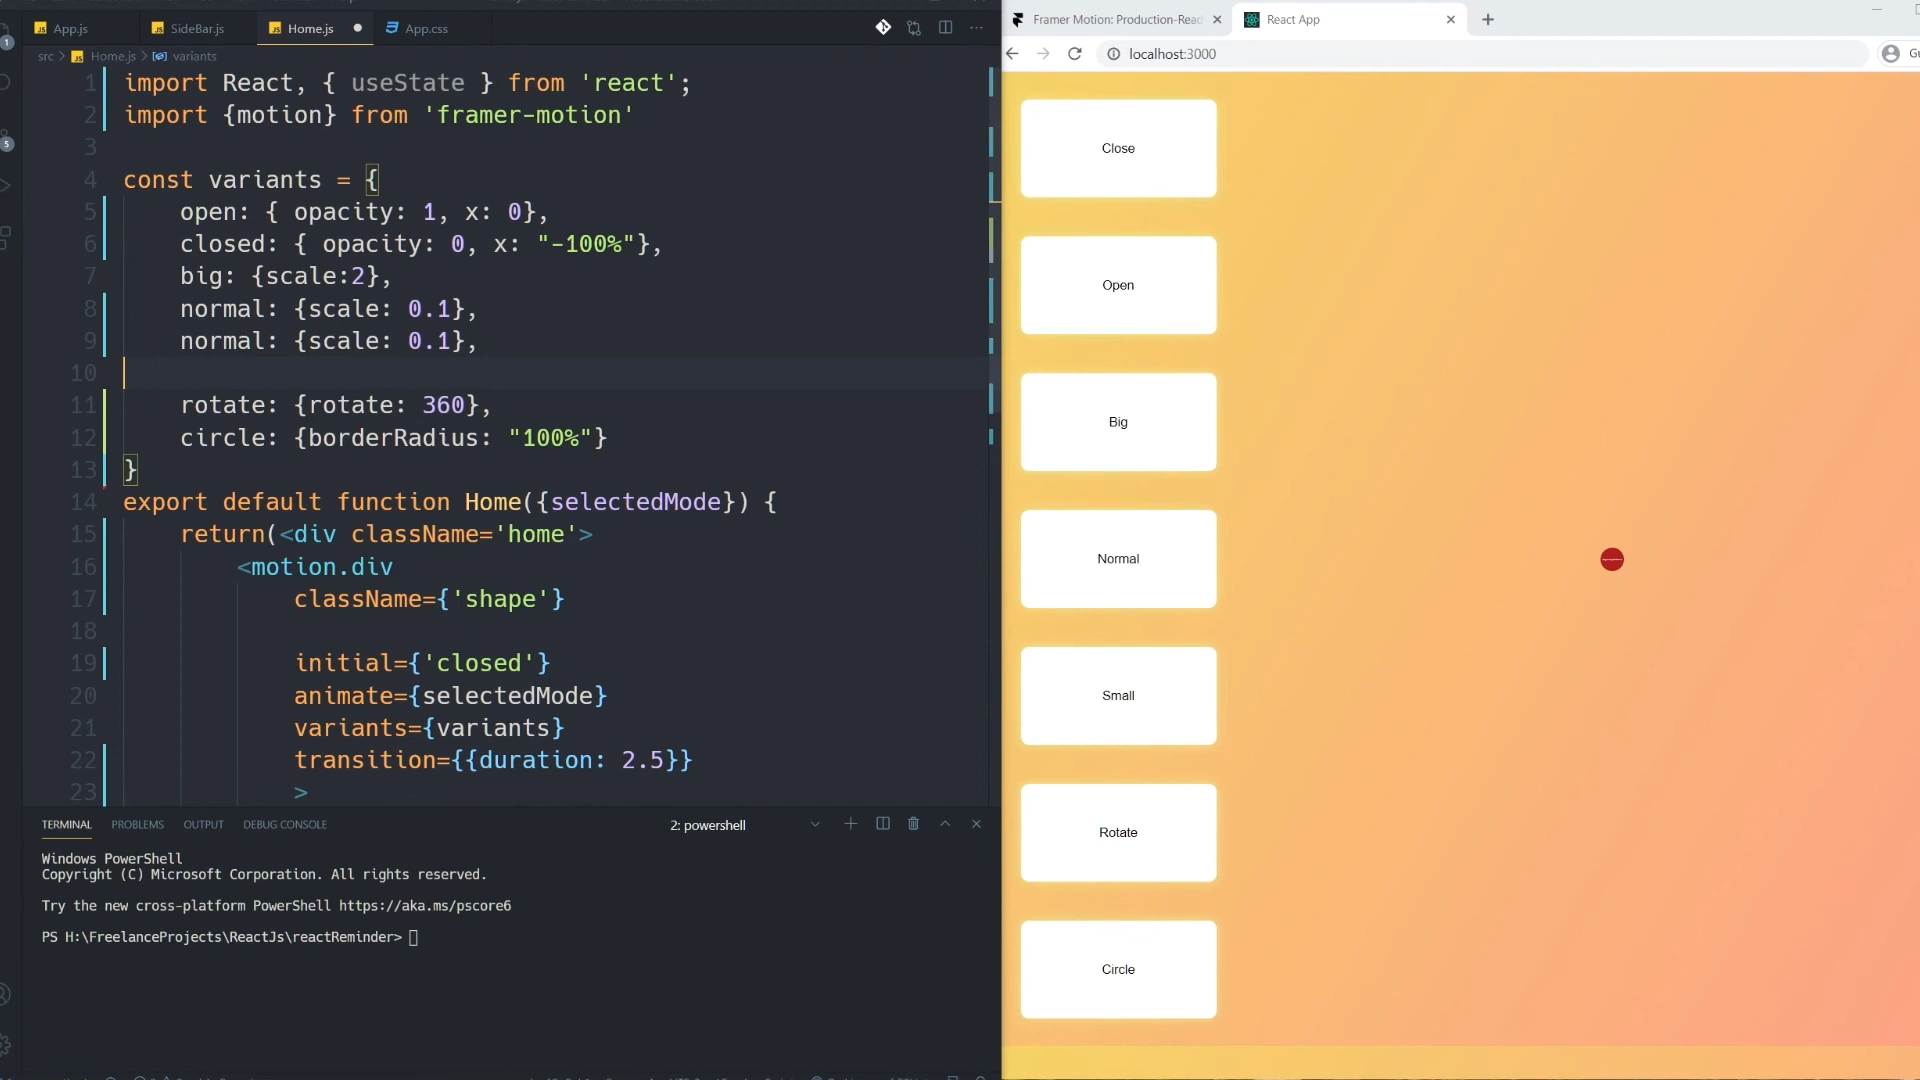 App.js
SideBar.js
Home.js
App.css
src > Home.js > variants
1 import React, { useState } from 'react';
2 import {motion} from 'framer-motion'
3
4 const variants = {
5 open: { opacity: 1, x: 0},
6 closed: { opacity: 0, x: "-100%"},
7 big: {scale:2},
8 normal: {scale: 0.1},
9 normal: {scale: 0.1},
10
11 rotate: {rotate: 360},
12 circle: {borderRadius: "100%"}
13 }
14 export default function Home({selectedMode}) {
15 return(<div className='home'>
16 <motion.div
17 className={'shape'}
18
19 initial={'closed'}
20 animate={selectedMode}
21 variants={variants}
22 transition={{duration: 2.5}}
23 >
TERMINAL PROBLEMS OUTPUT DEBUG CONSOLE 2: powershell
Windows PowerShell
Copyright (C) Microsoft Corporation. All rights reserved.
Try the new cross-platform PowerShell https://aka.ms/pscore6
PS H:\FreelanceProjects\ReactJs\reactReminder>
1
5
Framer Motion: Production-Read
React App
localhost:3000
Gu
Close
Open
Big
Normal
Small
Rotate
Circle